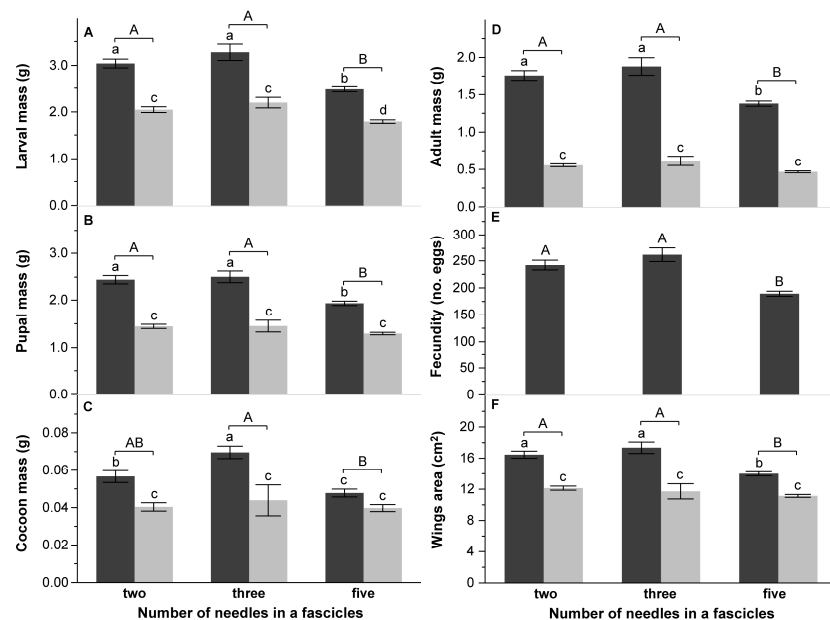 A
Larval mass (g)
3.0
2.0
1.0
0.0
A
A
B
a
a
b
c
c
d
B
Pupal mass (g)
3.0
2.0
1.0
0.0
A
A
B
a
a
b
c
c
c
C
Cocoon mass (g)
0.08
0.06
0.04
0.02
0.00
AB
A
B
b
a
c
c
c
c
two three five
Number of needles in a fascicles
D
Adult mass (g)
2.0
1.5
1.0
0.5
0.0
A
A
B
a
a
b
c
c
c
E
Fecundity (no. eggs)
300
250
200
150
100
50
0
A
A
B
F
Wings area (cm²)
20
16
12
8
4
0
A
A
B
a
a
b
c
c
c
two three five
Number of needles in a fascicles